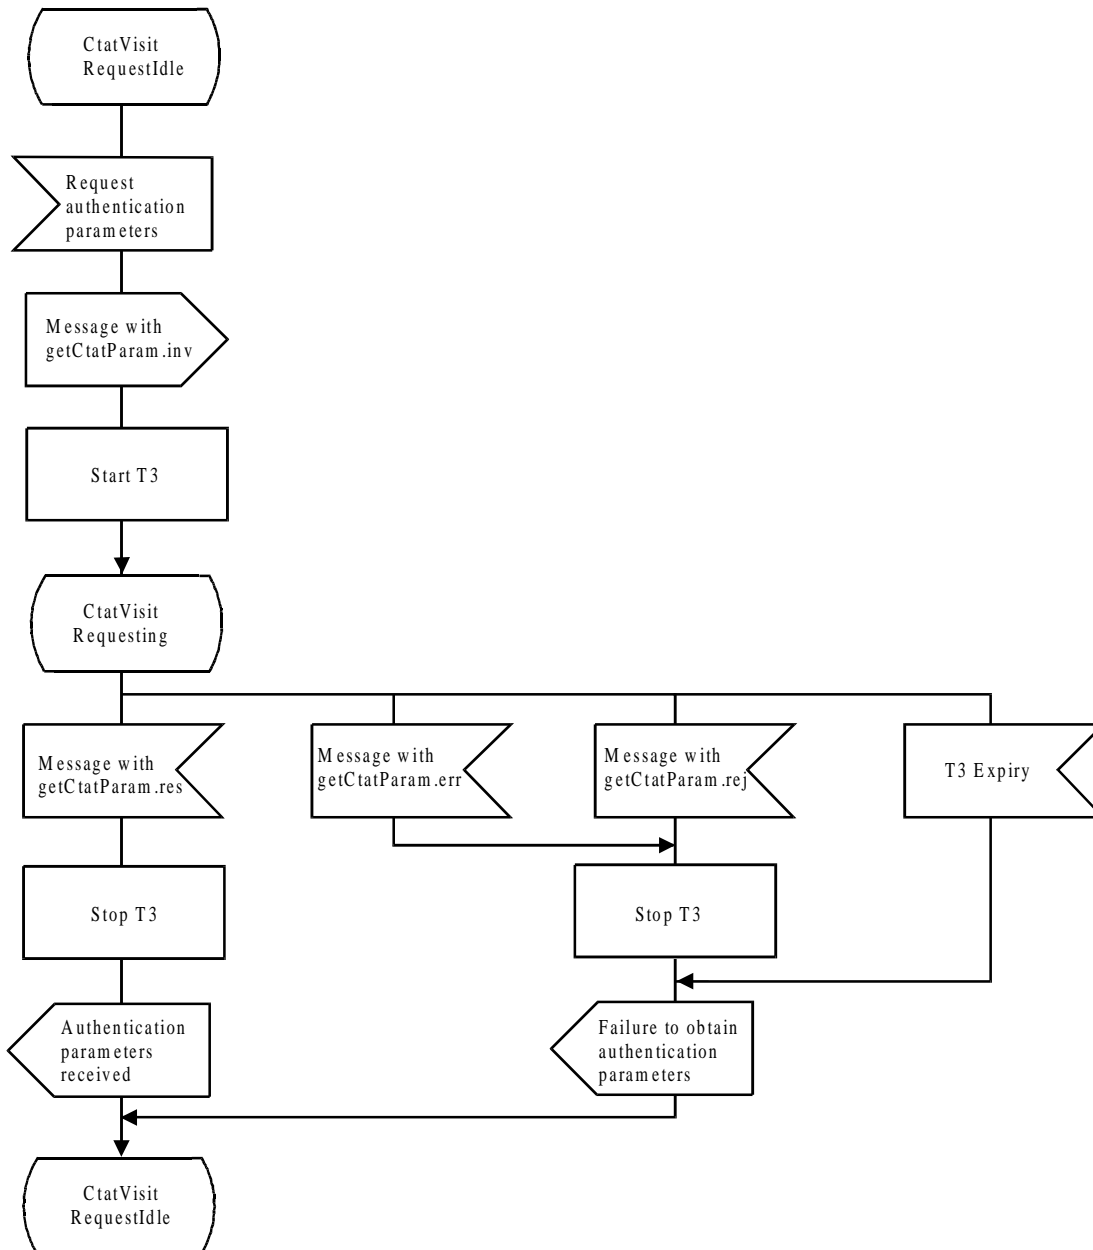 CtatVisit
RequestIdle
Request
authentication
parameters
Message with
getCtatParam.inv
Start T3
CtatVisit
Requesting
Message with
getCtatParam.res
Message with
getCtatParam.err
Message with
getCtatParam.rej
T3 Expiry
Stop T3
Stop T3
Authentication
parameters
received
Failure to obtain
authentication
parameters
CtatVisit
RequestIdle